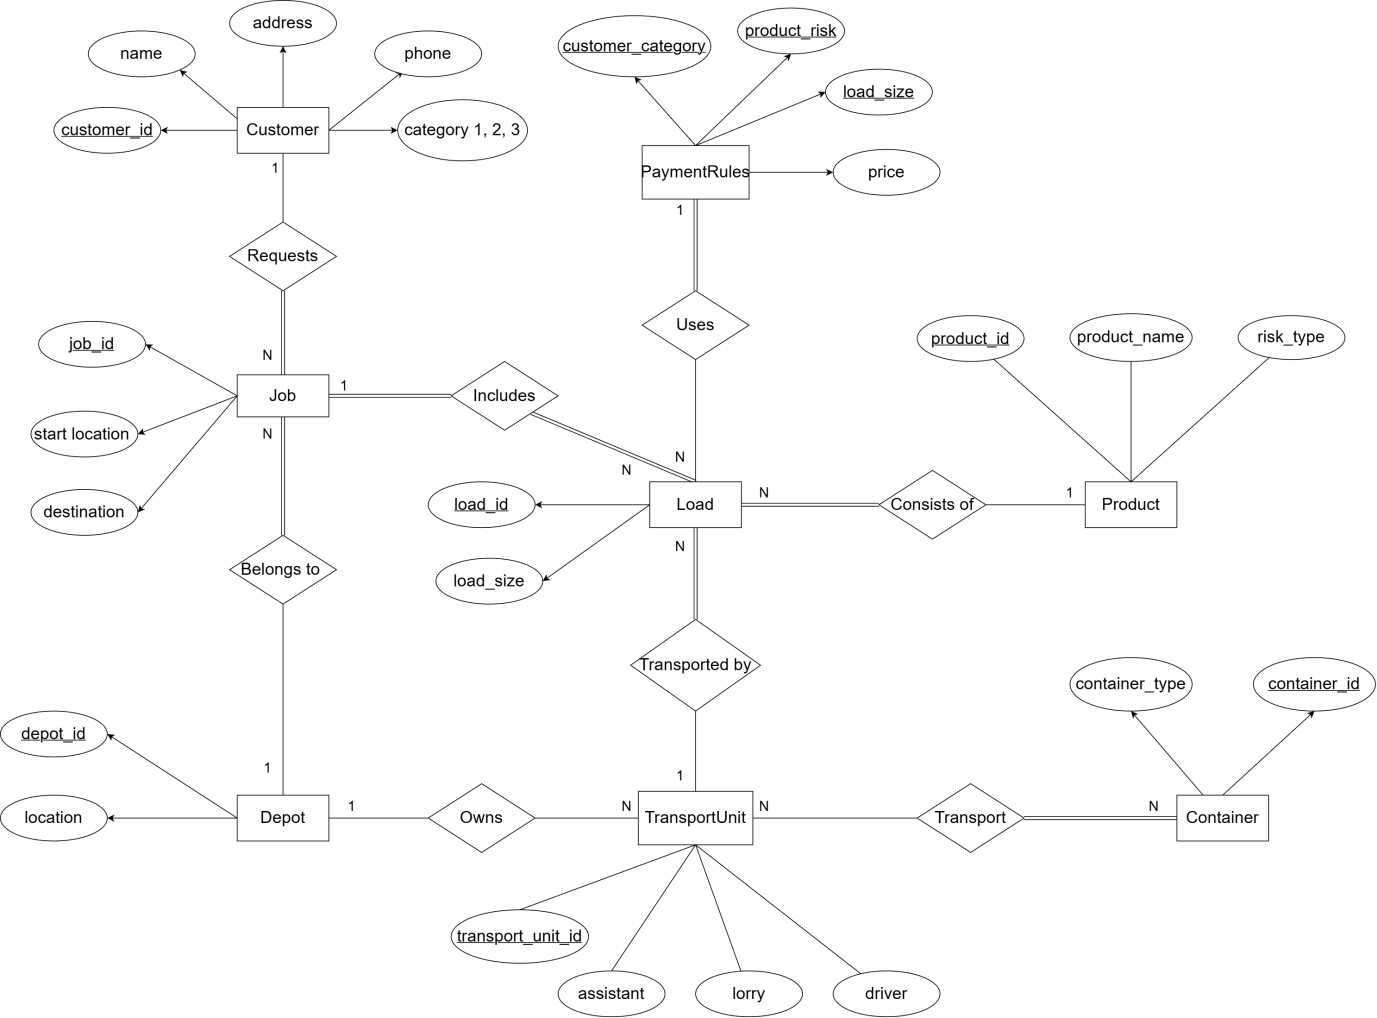 address
name
phone
customer_category
product_risk
load_size
customer_id
Customer
category 1, 2, 3
1
PaymentRules
price
1
Requests
Uses
N
job_id
product_id
product_name
risk_type
Job
1
Includes
N
start location
N
N
destination
load_id
Load
N
Consists of
1
Product
N
load_size
Belongs to
Transported by
container_type
container_id
depot_id
1
1
location
Depot
1
Owns
N
TransportUnit
N
Transport
N
Container
transport_unit_id
assistant
lorry
driver